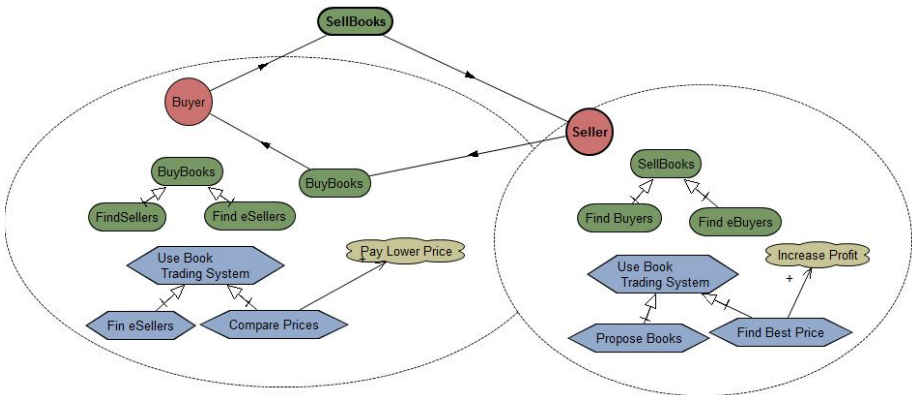 SellBooks
Buyer
Seller
BuyBooks
BuyBooks
FindSellers
Find eSellers
Use Book
Trading System
Fin eSellers
Compare Prices
Pay Lower Price
+
SellBooks
Find Buyers
Find eBuyers
Use Book
Trading System
Propose Books
Find Best Price
Increase Profit
+